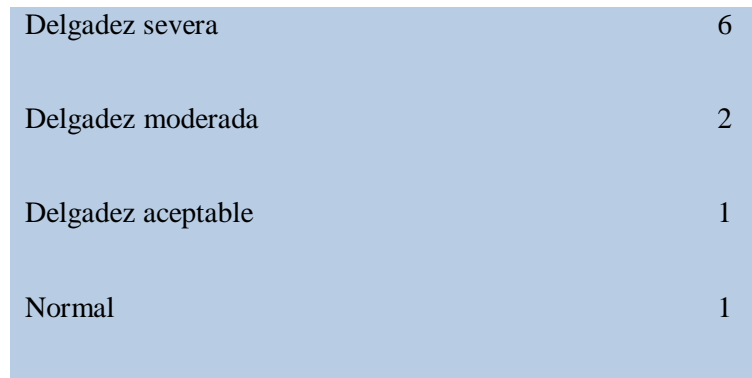 Delgadez severa 6
Delgadez moderada 2
Delgadez aceptable 1
Normal 1